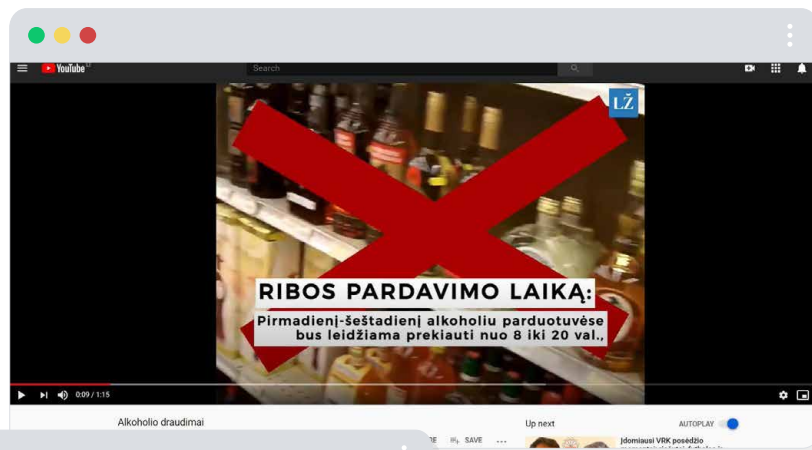 YouTube
Search
LŽ
RIBOS PARDAVIMO LAIKĄ:
Pirmadienį-šeštadienį alkoholiu parduotuvėse
bus leidžiama prekiauti nuo 8 iki 20 val.,
0:09 / 1:15
Alkoholio draudimai
SAVE
Up next
AUTOPLAY
Įdomiausi VRK posėdžio